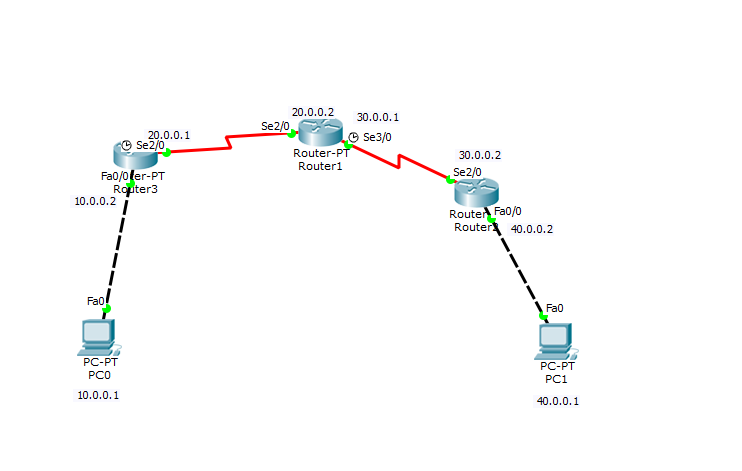 20.0.0.2
30.0.0.1
Se2/0
Se3/0
20.0.0.1
Se2/0
Router-PT
Router1
30.0.0.2
Fa0/0
er-PT
Router3
Se2/0
10.0.0.2
Router
Fa0/0
Router2
40.0.0.2
Fa0
Fa0
PC-PT
PC0
PC-PT
PC1
10.0.0.1
40.0.0.1